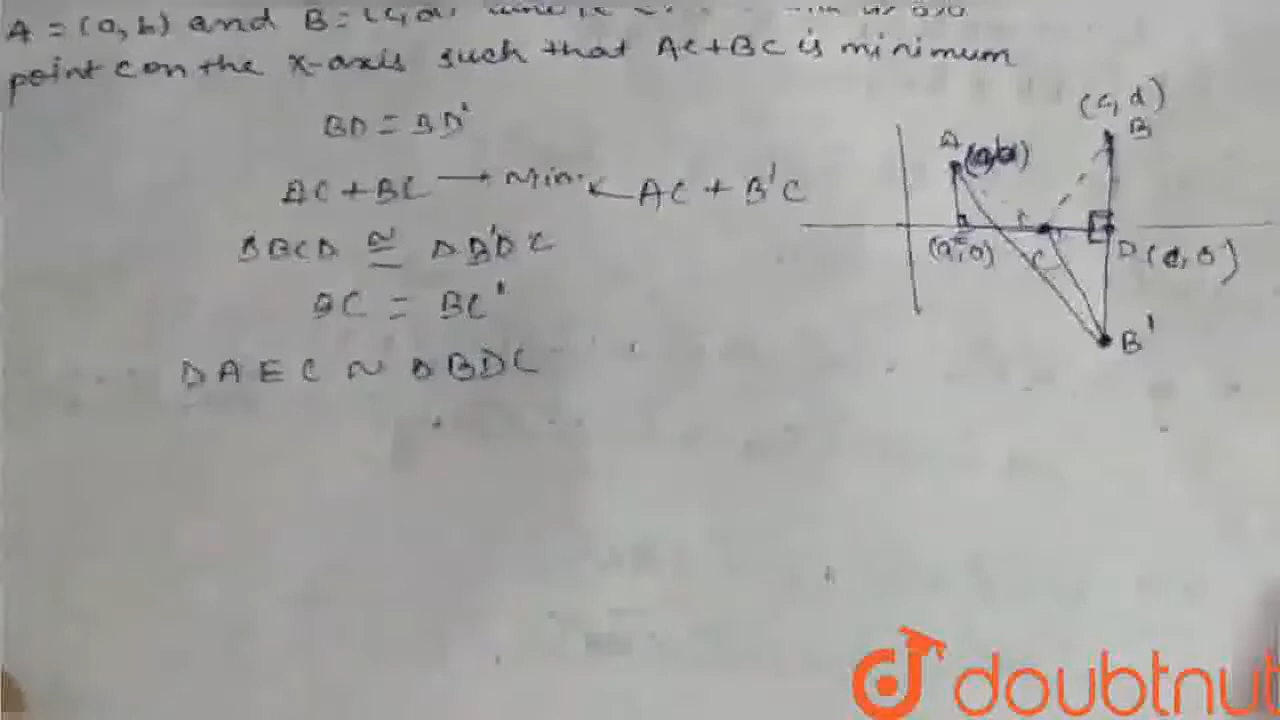 A = (a, b) and B =
point C on the x-axis such that AC+BC is minimum
BD = BD'
AC + BC → Min. ← AC + B'C
BBCD ≅ ΔB'DC
BC = BC'
ΔAEC ~ ΔBDC
(c, d)
B
A
(a, b)
C
(a, 0)
C
D (d, 0)
B'
doubtnut